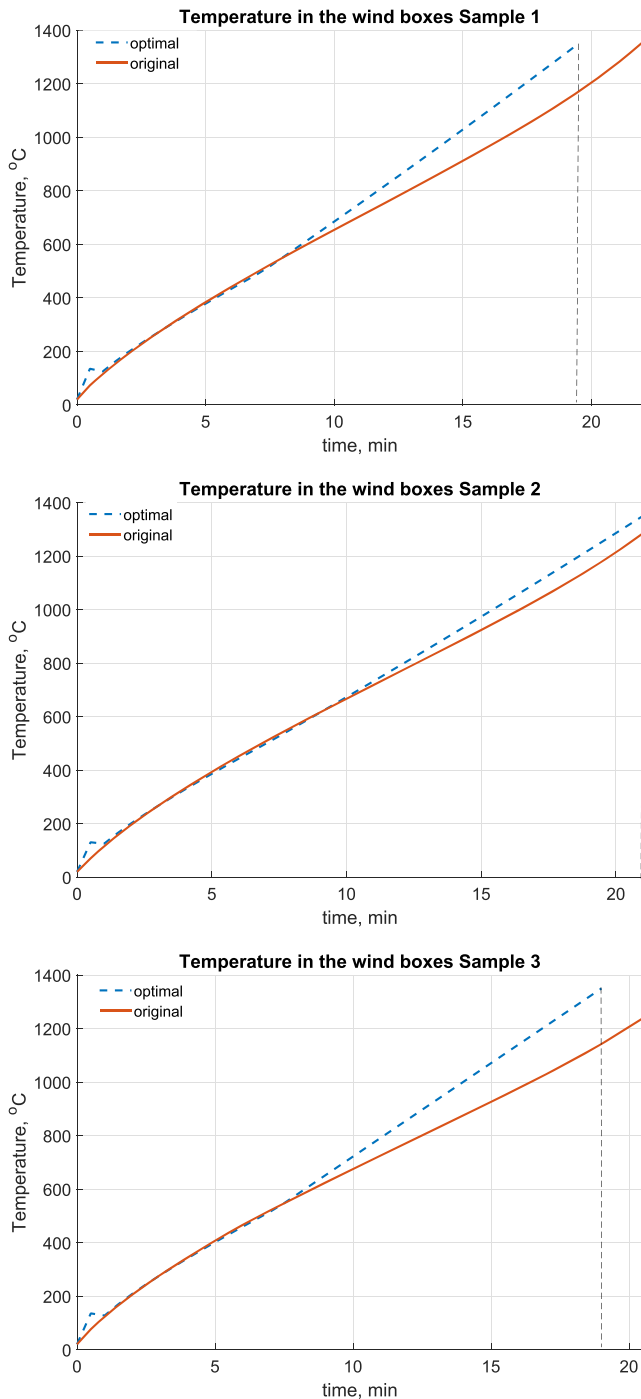 Temperature in the wind boxes Sample 1
optimal
original
1400
1200
1000
800
600
400
200
0
Temperature, °C
0 5 10 15 20
time, min
Temperature in the wind boxes Sample 2
optimal
original
1400
1200
1000
800
600
400
200
0
Temperature, °C
0 5 10 15 20
time, min
Temperature in the wind boxes Sample 3
optimal
original
1400
1200
1000
800
600
400
200
0
Temperature, °C
0 5 10 15 20
time, min